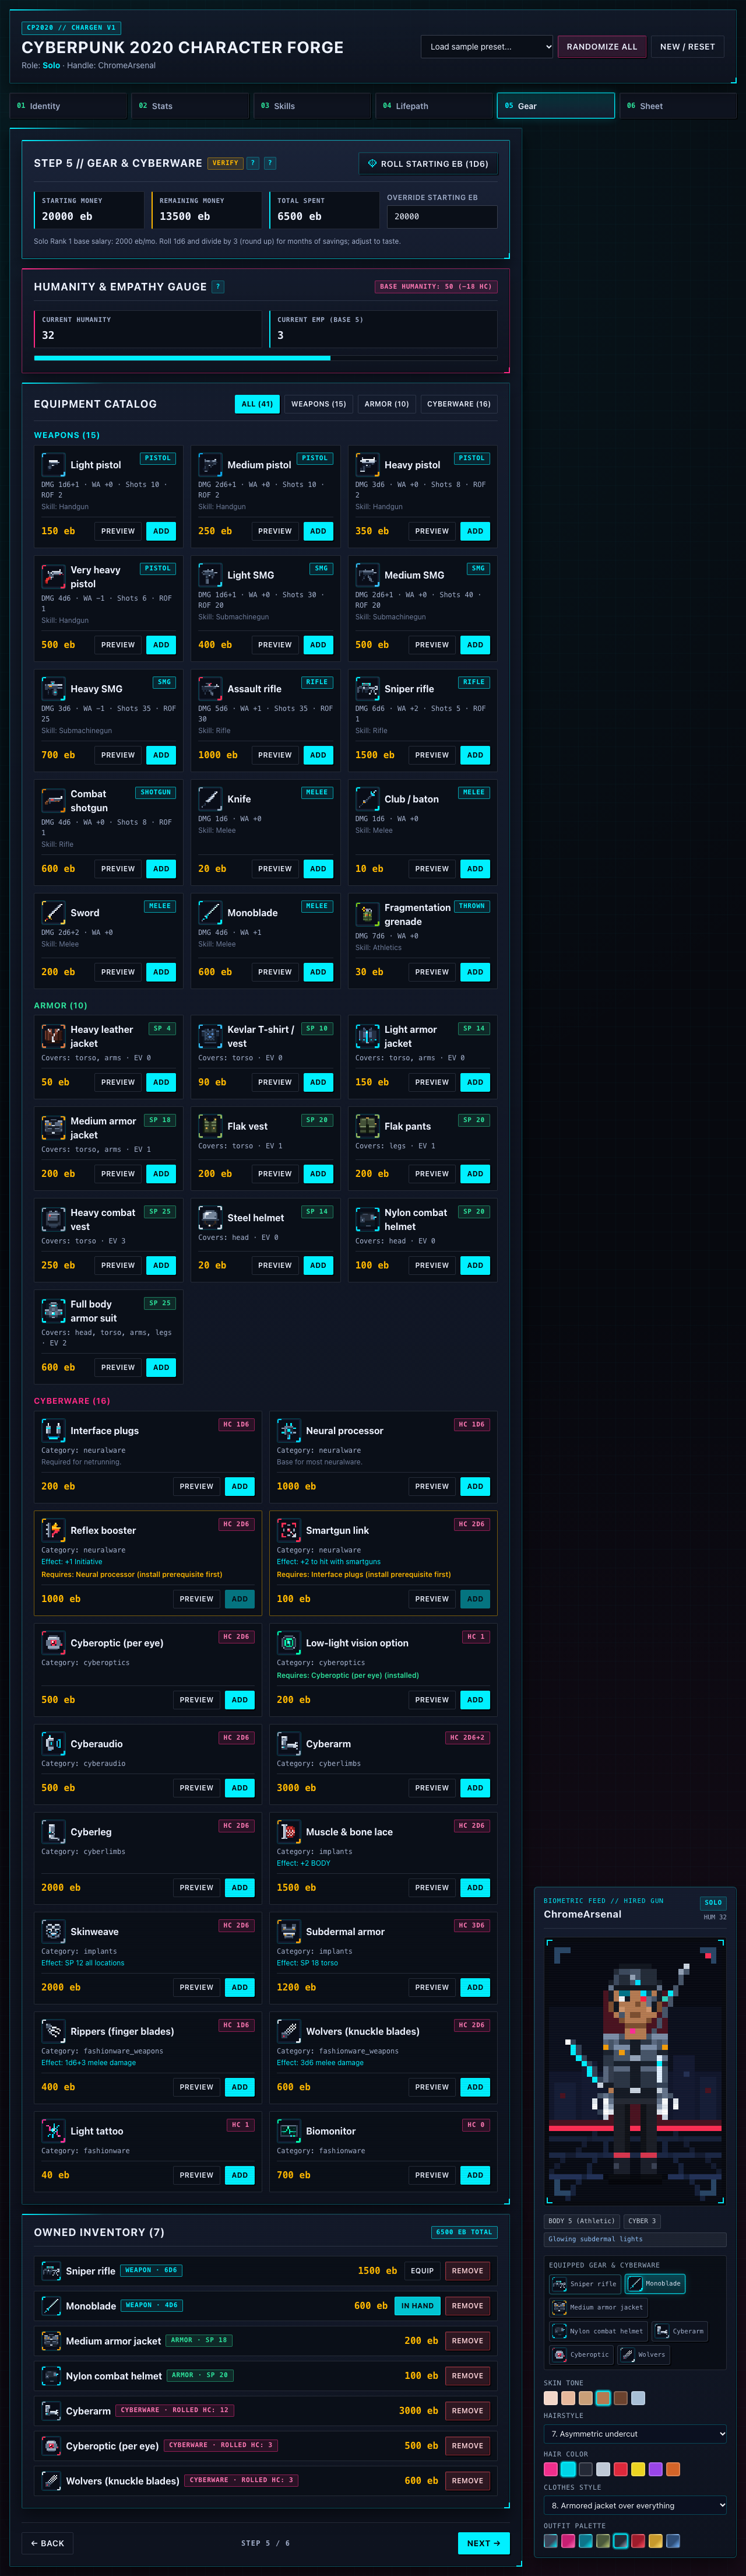 CP2020 // CHARGEN V1
CYBERPUNK 2020 CHARACTER FORGE
Role: Solo · Handle: ChromeArsenal
Load sample preset...
RANDOMIZE ALL
NEW / RESET
01 Identity
02 Stats
03 Skills
04 Lifepath
05 Gear
06 Sheet
STEP 5 // GEAR & CYBERWARE VERIFY ? ?
ROLL STARTING EB (1D6)
STARTING MONEY
20000 eb
REMAINING MONEY
13500 eb
TOTAL SPENT
6500 eb
OVERRIDE STARTING EB
20000
Solo Rank 1 base salary: 2000 eb/mo. Roll 1d6 and divide by 3 (round up) for months of savings; adjust to taste.
HUMANITY & EMPATHY GAUGE ?
BASE HUMANITY: 50 (−18 HC)
CURRENT HUMANITY
32
CURRENT EMP (BASE 5)
3
EQUIPMENT CATALOG
ALL (41)
WEAPONS (15)
ARMOR (10)
CYBERWARE (16)
WEAPONS (15)
Light pistol PISTOL
DMG 1d6+1 · WA +0 · Shots 10 ·
ROF 2
Skill: Handgun
150 eb PREVIEW ADD
Medium pistol PISTOL
DMG 2d6+1 · WA +0 · Shots 10 ·
ROF 2
Skill: Handgun
250 eb PREVIEW ADD
Heavy pistol PISTOL
DMG 3d6 · WA +0 · Shots 8 · ROF
2
Skill: Handgun
350 eb PREVIEW ADD
Very heavy
pistol
PISTOL
DMG 4d6 · WA −1 · Shots 6 · ROF
1
Skill: Handgun
500 eb PREVIEW ADD
Light SMG SMG
DMG 1d6+1 · WA +0 · Shots 30 ·
ROF 20
Skill: Submachinegun
400 eb PREVIEW ADD
Medium SMG SMG
DMG 2d6+1 · WA +0 · Shots 40 ·
ROF 20
Skill: Submachinegun
500 eb PREVIEW ADD
Heavy SMG SMG
DMG 3d6 · WA −1 · Shots 35 · ROF
25
Skill: Submachinegun
700 eb PREVIEW ADD
Assault rifle RIFLE
DMG 5d6 · WA +1 · Shots 35 · ROF
30
Skill: Rifle
1000 eb PREVIEW ADD
Sniper rifle RIFLE
DMG 6d6 · WA +2 · Shots 5 · ROF
1
Skill: Rifle
1500 eb PREVIEW ADD
Combat
shotgun
SHOTGUN
DMG 4d6 · WA +0 · Shots 8 · ROF
1
Skill: Rifle
600 eb PREVIEW ADD
Knife MELEE
DMG 1d6 · WA +0
Skill: Melee
20 eb PREVIEW ADD
Club / baton MELEE
DMG 1d6 · WA +0
Skill: Melee
10 eb PREVIEW ADD
Sword MELEE
DMG 2d6+2 · WA +0
Skill: Melee
200 eb PREVIEW ADD
Monoblade MELEE
DMG 4d6 · WA +1
Skill: Melee
600 eb PREVIEW ADD
Fragmentation
grenade
THROWN
DMG 7d6 · WA +0
Skill: Athletics
30 eb PREVIEW ADD
ARMOR (10)
Heavy leather
jacket
SP 4
Covers: torso, arms · EV 0
50 eb PREVIEW ADD
Kevlar T-shirt /
vest
SP 10
Covers: torso · EV 0
90 eb PREVIEW ADD
Light armor
jacket
SP 14
Covers: torso, arms · EV 0
150 eb PREVIEW ADD
Medium armor
jacket
SP 18
Covers: torso, arms · EV 1
200 eb PREVIEW ADD
Flak vest SP 20
Covers: torso · EV 1
200 eb PREVIEW ADD
Flak pants SP 20
Covers: legs · EV 1
200 eb PREVIEW ADD
Heavy combat
vest
SP 25
Covers: torso · EV 3
250 eb PREVIEW ADD
Steel helmet SP 14
Covers: head · EV 0
20 eb PREVIEW ADD
Nylon combat
helmet
SP 20
Covers: head · EV 0
100 eb PREVIEW ADD
Full body
armor suit
SP 25
Covers: head, torso, arms, legs
· EV 2
600 eb PREVIEW ADD
CYBERWARE (16)
Interface plugs HC 1D6
Category: neuralware
Required for netrunning.
200 eb PREVIEW ADD
Neural processor HC 1D6
Category: neuralware
Base for most neuralware.
1000 eb PREVIEW ADD
Reflex booster HC 2D6
Category: neuralware
Effect: +1 Initiative
Requires: Neural processor (install prerequisite first)
1000 eb PREVIEW ADD
Smartgun link HC 2D6
Category: neuralware
Effect: +2 to hit with smartguns
Requires: Interface plugs (install prerequisite first)
100 eb PREVIEW ADD
Cyberoptic (per eye) HC 2D6
Category: cyberoptics
500 eb PREVIEW ADD
Low-light vision option HC 1
Category: cyberoptics
Requires: Cyberoptic (per eye) (installed)
200 eb PREVIEW ADD
Cyberaudio HC 2D6
Category: cyberaudio
500 eb PREVIEW ADD
Cyberarm HC 2D6+2
Category: cyberlimbs
3000 eb PREVIEW ADD
Cyberleg HC 2D6
Category: cyberlimbs
2000 eb PREVIEW ADD
Muscle & bone lace HC 2D6
Category: implants
Effect: +2 BODY
1500 eb PREVIEW ADD
Skinweave HC 2D6
Category: implants
Effect: SP 12 all locations
2000 eb PREVIEW ADD
Subdermal armor HC 3D6
Category: implants
Effect: SP 18 torso
1200 eb PREVIEW ADD
Rippers (finger blades) HC 1D6
Category: fashionware_weapons
Effect: 1d6+3 melee damage
400 eb PREVIEW ADD
Wolvers (knuckle blades) HC 2D6
Category: fashionware_weapons
Effect: 3d6 melee damage
600 eb PREVIEW ADD
Light tattoo HC 1
Category: fashionware
40 eb PREVIEW ADD
Biomonitor HC 0
Category: fashionware
700 eb PREVIEW ADD
OWNED INVENTORY (7)
6500 EB TOTAL
Sniper rifle WEAPON · 6D6 1500 eb EQUIP REMOVE
Monoblade WEAPON · 4D6 600 eb IN HAND REMOVE
Medium armor jacket ARMOR · SP 18 200 eb REMOVE
Nylon combat helmet ARMOR · SP 20 100 eb REMOVE
Cyberarm CYBERWARE · ROLLED HC: 12 3000 eb REMOVE
Cyberoptic (per eye) CYBERWARE · ROLLED HC: 3 500 eb REMOVE
Wolvers (knuckle blades) CYBERWARE · ROLLED HC: 3 600 eb REMOVE
← BACK
STEP 5 / 6
NEXT →
BIOMETRIC FEED // HIRED GUN
ChromeArsenal
SOLO
HUM 32
BODY 5 (Athletic)
CYBER 3
Glowing subdermal lights
EQUIPPED GEAR & CYBERWARE
Sniper rifle
Monoblade
Medium armor jacket
Nylon combat helmet
Cyberarm
Cyberoptic
Wolvers
SKIN TONE
HAIRSTYLE
7. Asymmetric undercut
HAIR COLOR
CLOTHES STYLE
8. Armored jacket over everything
OUTFIT PALETTE